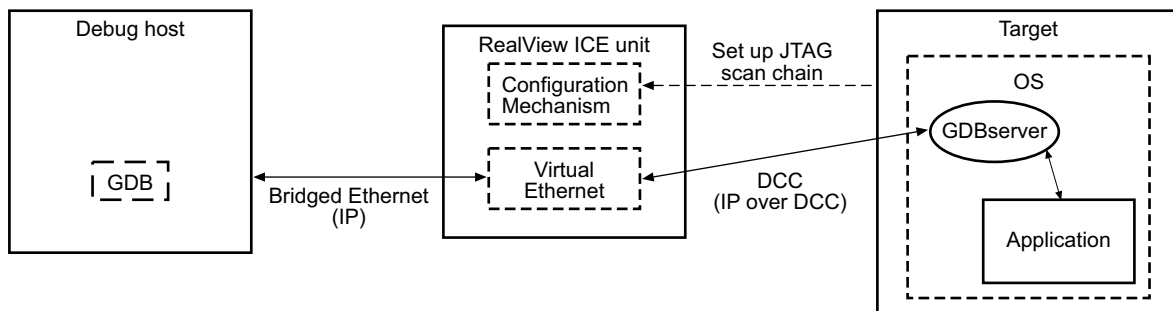 Debug host
GDB
Bridged Ethernet
(IP)
RealView ICE unit
Configuration
Mechanism
Virtual
Ethernet
Set up JTAG
scan chain
DCC
(IP over DCC)
Target
OS
GDBserver
Application